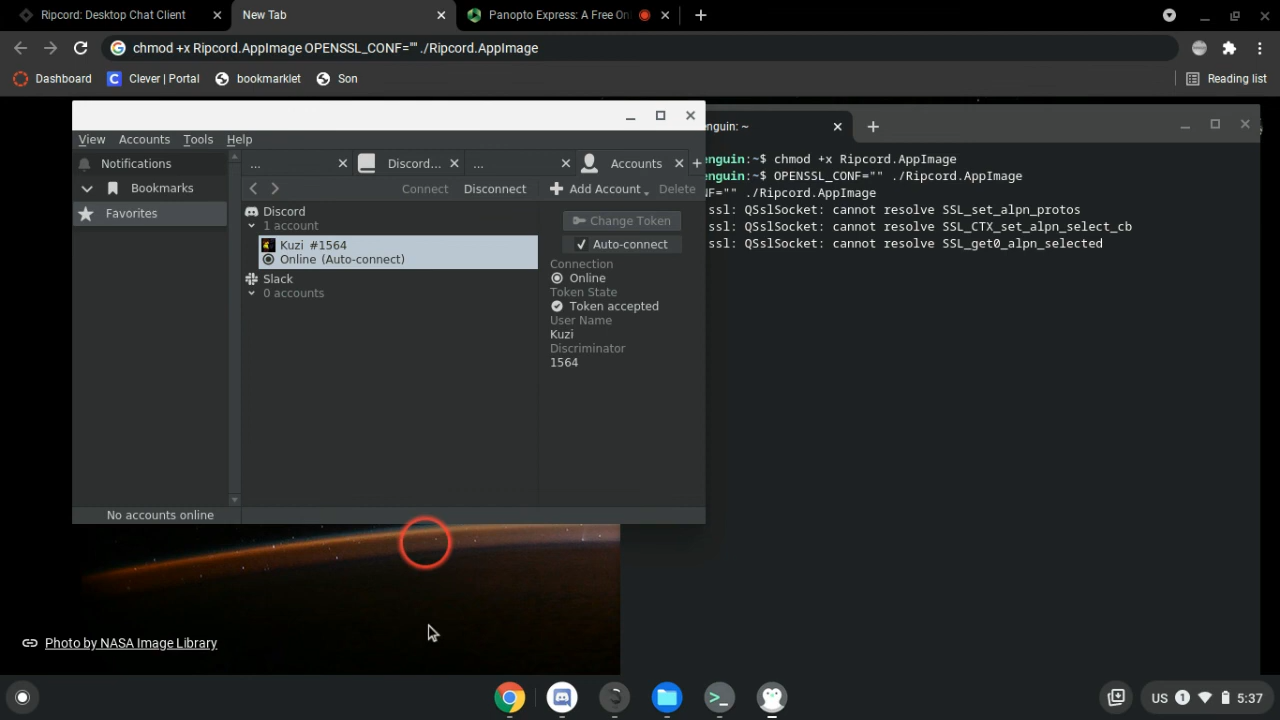 Ripcord: Desktop Chat Client
New Tab
Panopto Express: A Free On
chmod +x Ripcord.AppImage OPENSSL_CONF="" ./Ripcord.AppImage
Dashboard
Clever | Portal
bookmarklet
Son
Reading list
View Accounts Tools Help
Notifications
Bookmarks
Favorites
...
Discord...
...
Accounts
Connect Disconnect Add Account Delete
Discord
1 account
Kuzi #1564
Online (Auto-connect)
Slack
0 accounts
Change Token
Auto-connect
Connection
Online
Token State
Token accepted
User Name
Kuzi
Discriminator
1564
No accounts online
nguin: ~
enguin:~$ chmod +x Ripcord.AppImage
enguin:~$ OPENSSL_CONF="" ./Ripcord.AppImage
NF="" ./Ripcord.AppImage
ssl: QSslSocket: cannot resolve SSL_set_alpn_protos
ssl: QSslSocket: cannot resolve SSL_CTX_set_alpn_select_cb
ssl: QSslSocket: cannot resolve SSL_get0_alpn_selected
Photo by NASA Image Library
US 1 5:37